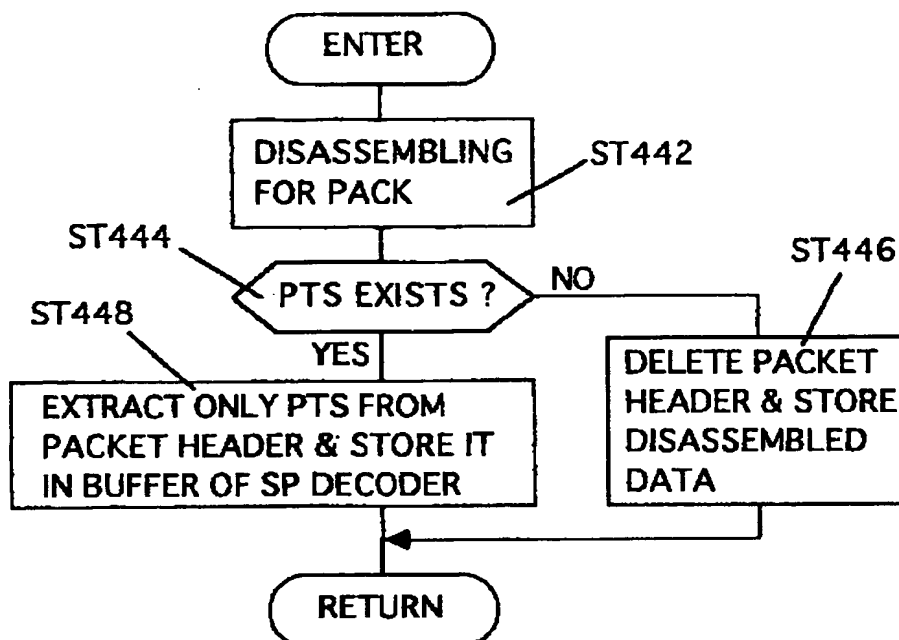 ENTER
DISASSEMBLING
FOR PACK
ST442
ST444
PTS EXISTS ?
NO
ST446
ST448
YES
EXTRACT ONLY PTS FROM
PACKET HEADER & STORE IT
IN BUFFER OF SP DECODER
DELETE PACKET
HEADER & STORE
DISASSEMBLED
DATA
RETURN